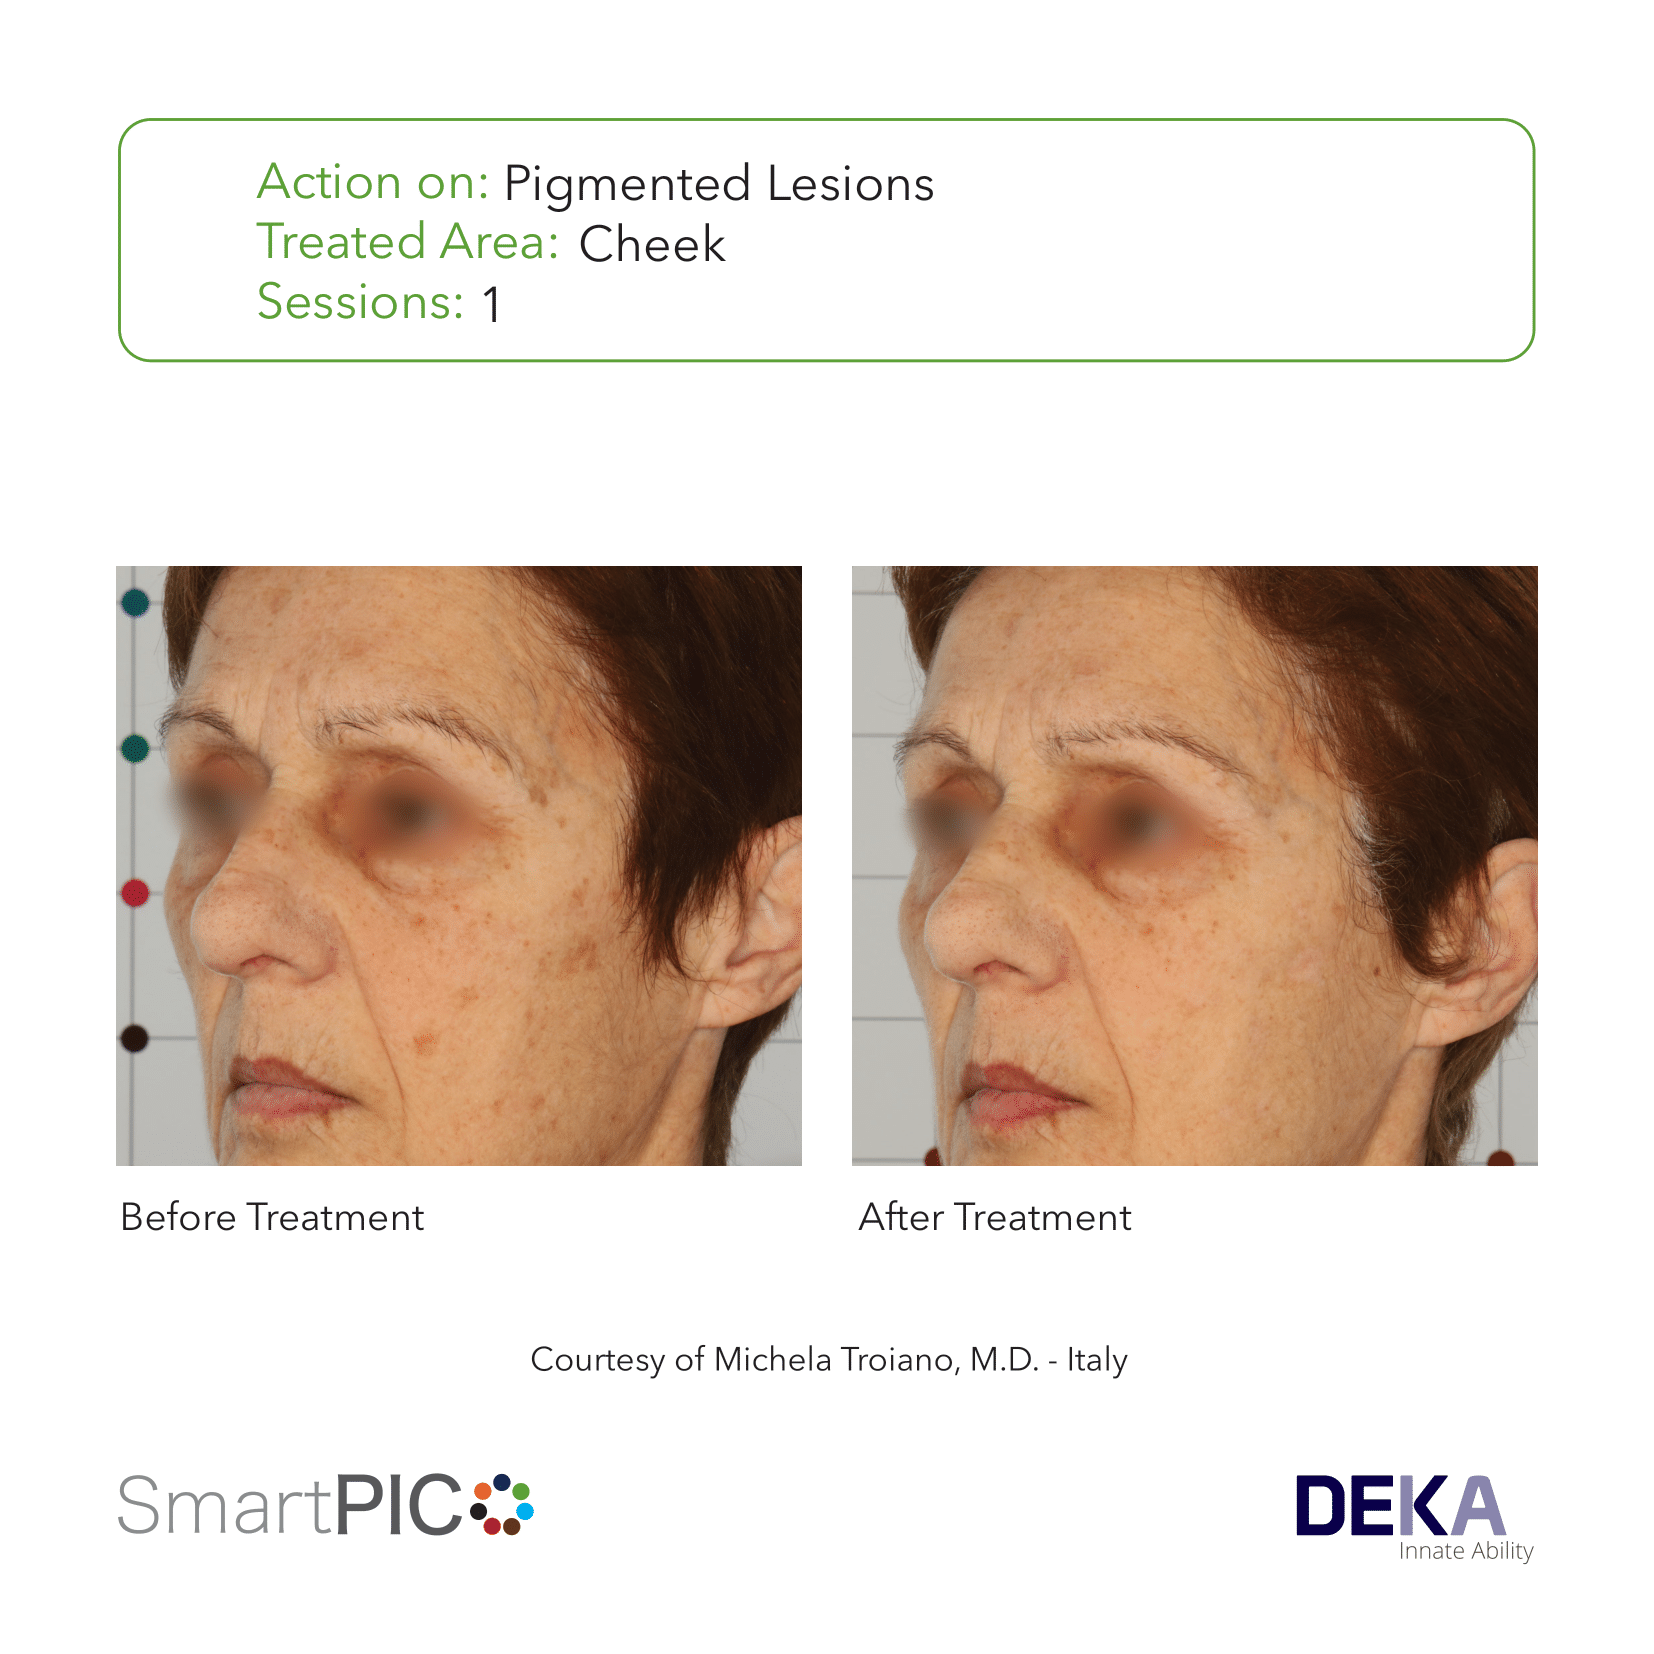 Action on: Pigmented Lesions
Treated Area: Cheek
Sessions: 1
Before Treatment
After Treatment
Courtesy of Michela Troiano, M.D. - Italy
SmartPICO
DEKA
Innate Ability